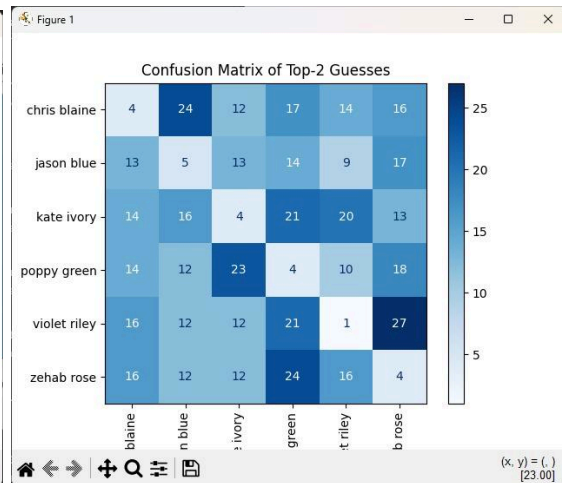 Figure 1
Confusion Matrix of Top-2 Guesses
chris blaine 4 24 12 17 14 16
jason blue 13 5 13 14 9 17
kate ivory 14 16 4 21 20 13
poppy green 14 12 23 4 10 18
violet riley 16 12 12 21 1 27
zehab rose 16 12 12 24 16 4
25
20
15
10
5
blaine
n blue
ivory
green
t riley
b rose
(x, y) = (, )
[23.00]